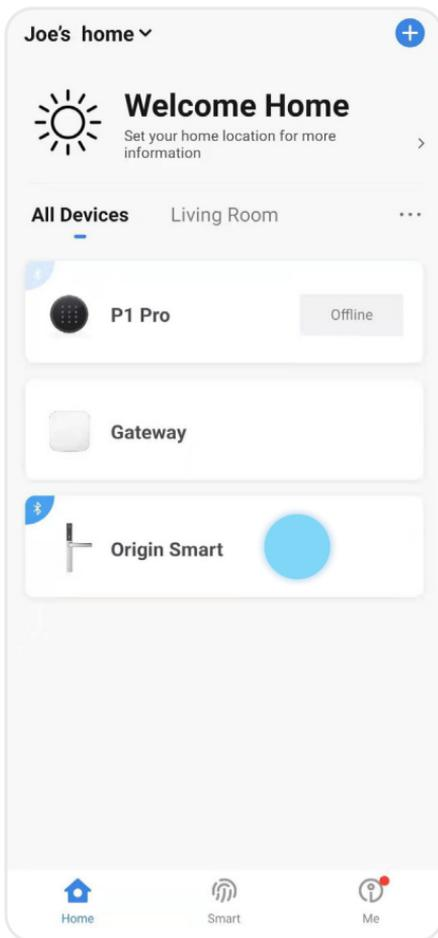 Joe's home
Welcome Home
Set your home location for more
information
All Devices Living Room
P1 Pro Offline
Gateway
Origin Smart
Home Smart Me